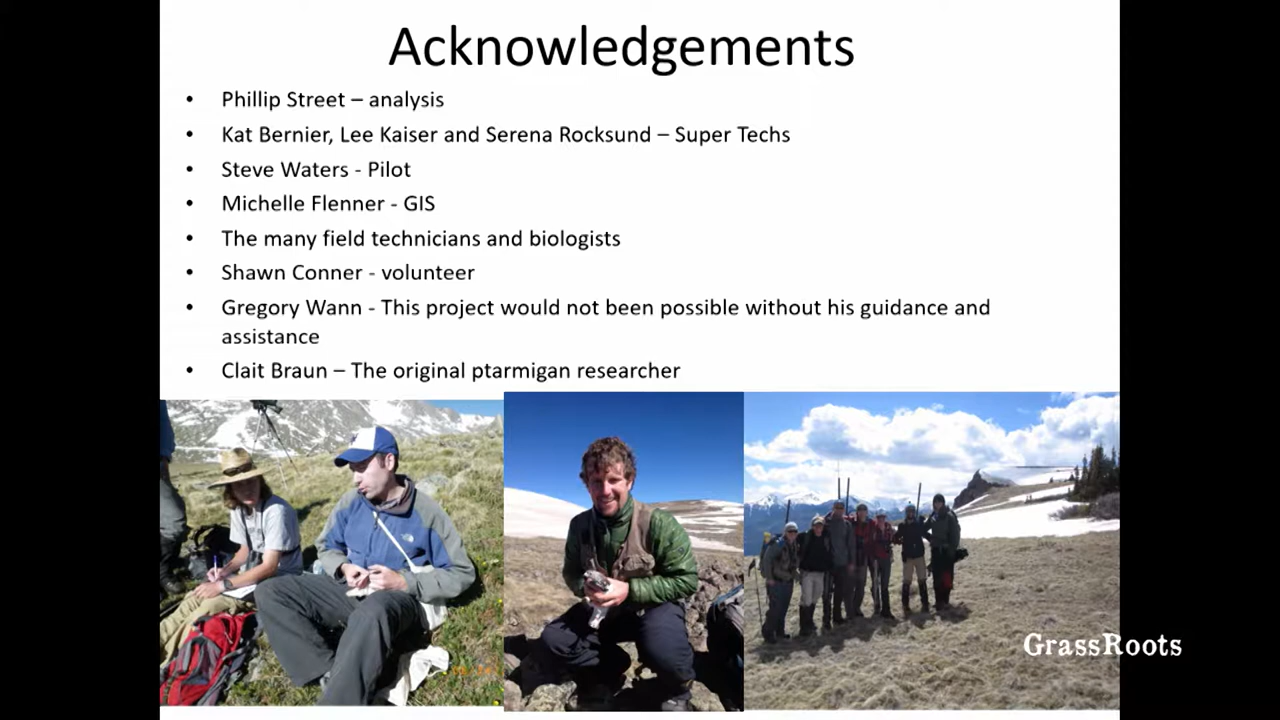 Acknowledgements
• Phillip Street – analysis
• Kat Bernier, Lee Kaiser and Serena Rocksund – Super Techs
• Steve Waters - Pilot
• Michelle Flenner - GIS
• The many field technicians and biologists
• Shawn Conner - volunteer
• Gregory Wann - This project would not been possible without his guidance and
assistance
• Clait Braun – The original ptarmigan researcher
GrassRoots